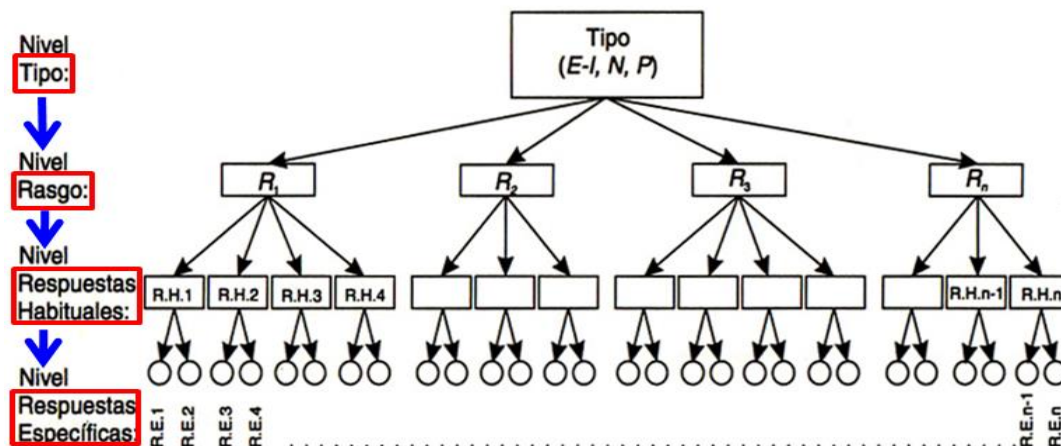 Nivel
Tipo:
Tipo
(E-I, N, P)
Nivel
Rasgo:
R₁
R₂
R₃
Rₙ
Nivel
Respuestas
Habituales:
R.H.1
R.H.2
R.H.3
R.H.4
R.H.n-1
R.H.n
Nivel
Respuestas
Específicas:
R.E.1
R.E.2
R.E.3
R.E.4
R.E.n-1
R.E.n